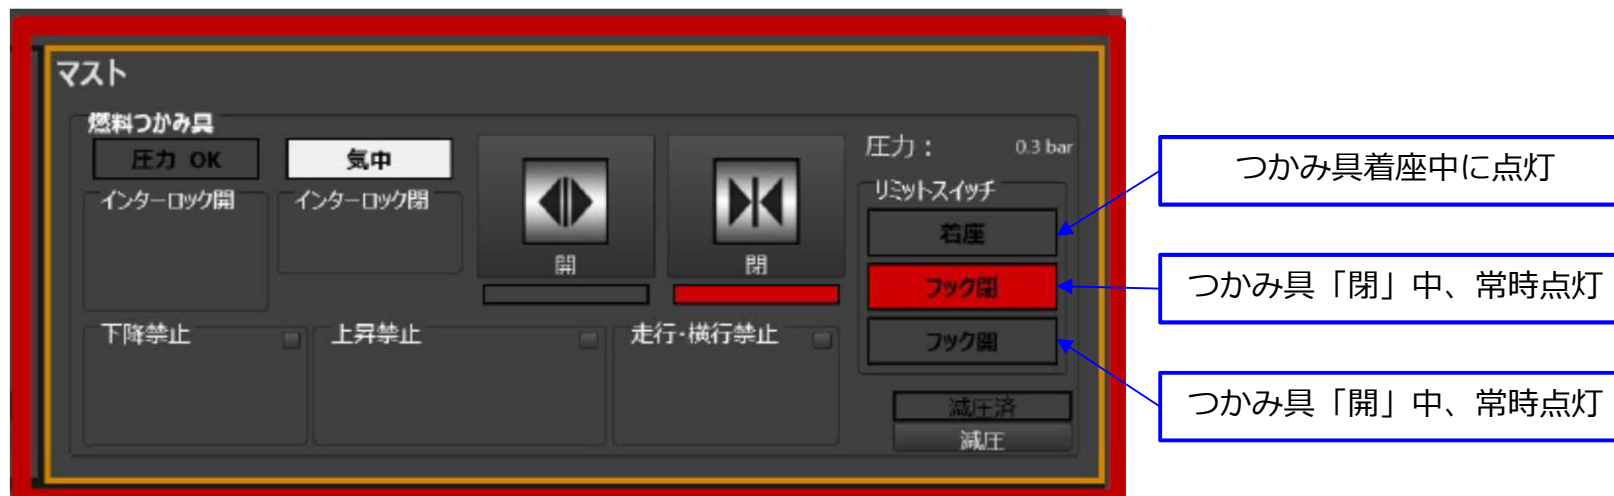 マスト
燃料つかみ具
圧力 OK
気中
インターロック開
インターロック閉
開
閉
圧力： 0.3 bar
リミットスイッチ
着座
フック閉
フック開
下降禁止
上昇禁止
走行・横行禁止
減圧済
減圧
つかみ具着座中に点灯
つかみ具「閉」中、常時点灯
つかみ具「開」中、常時点灯